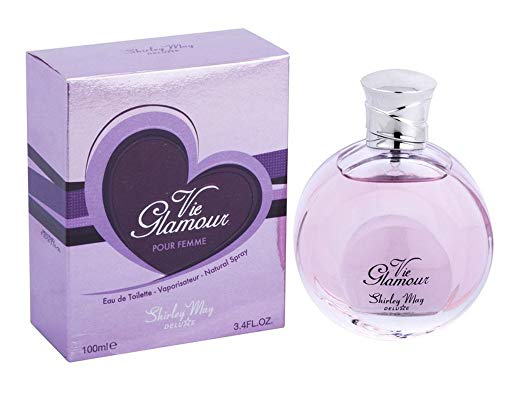 Vie
Glamour
POUR FEMME
Eau de Toilette - Vaporisateur - Natural Spray
Shirley May
DELUXE
100ml e 3.4FL.OZ.
Vie
Glamour
Shirley May
DELUXE